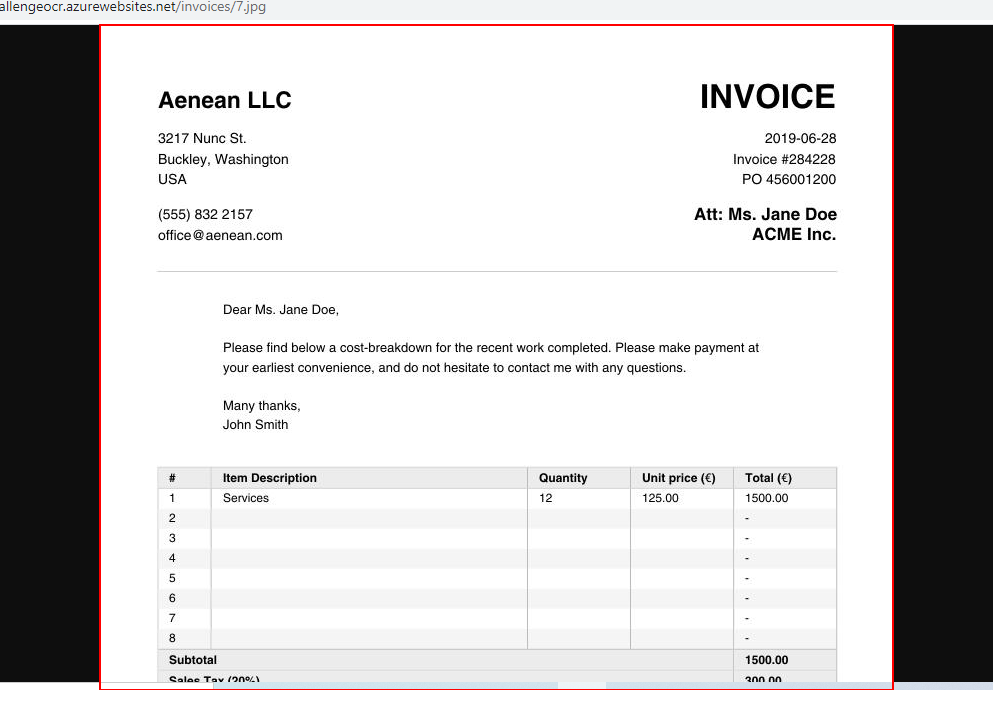 allengeocr.azurewebsites.net/invoices/7.jpg
Aenean LLC
INVOICE
3217 Nunc St.
2019-06-28
Buckley, Washington
Invoice #284228
USA
PO 456001200
(555) 832 2157
Att: Ms. Jane Doe
office@aenean.com
ACME Inc.
Dear Ms. Jane Doe,
Please find below a cost-breakdown for the recent work completed. Please make payment at
your earliest convenience, and do not hesitate to contact me with any questions.
Many thanks,
John Smith
# Item Description Quantity Unit price (€) Total (€)
1 Services 12 125.00 1500.00
2 -
3 -
4 -
5 -
6 -
7 -
8 -
Subtotal 1500.00
Sales Tax (20%) 300.00